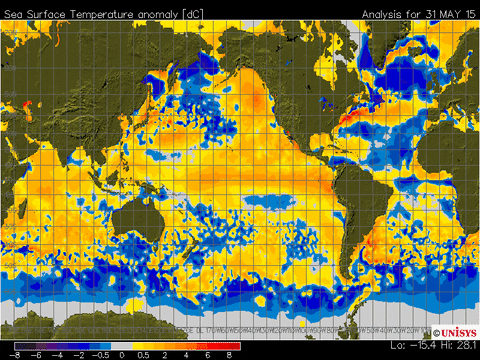 Sea Surface Temperature anomaly [dC] Analysis for 31 MAY 15
© UNISYS
-8 -6 -4 -2 -0.5 0 0.5 2 4 6 8 Lo: -15.4 Hi: 28.1